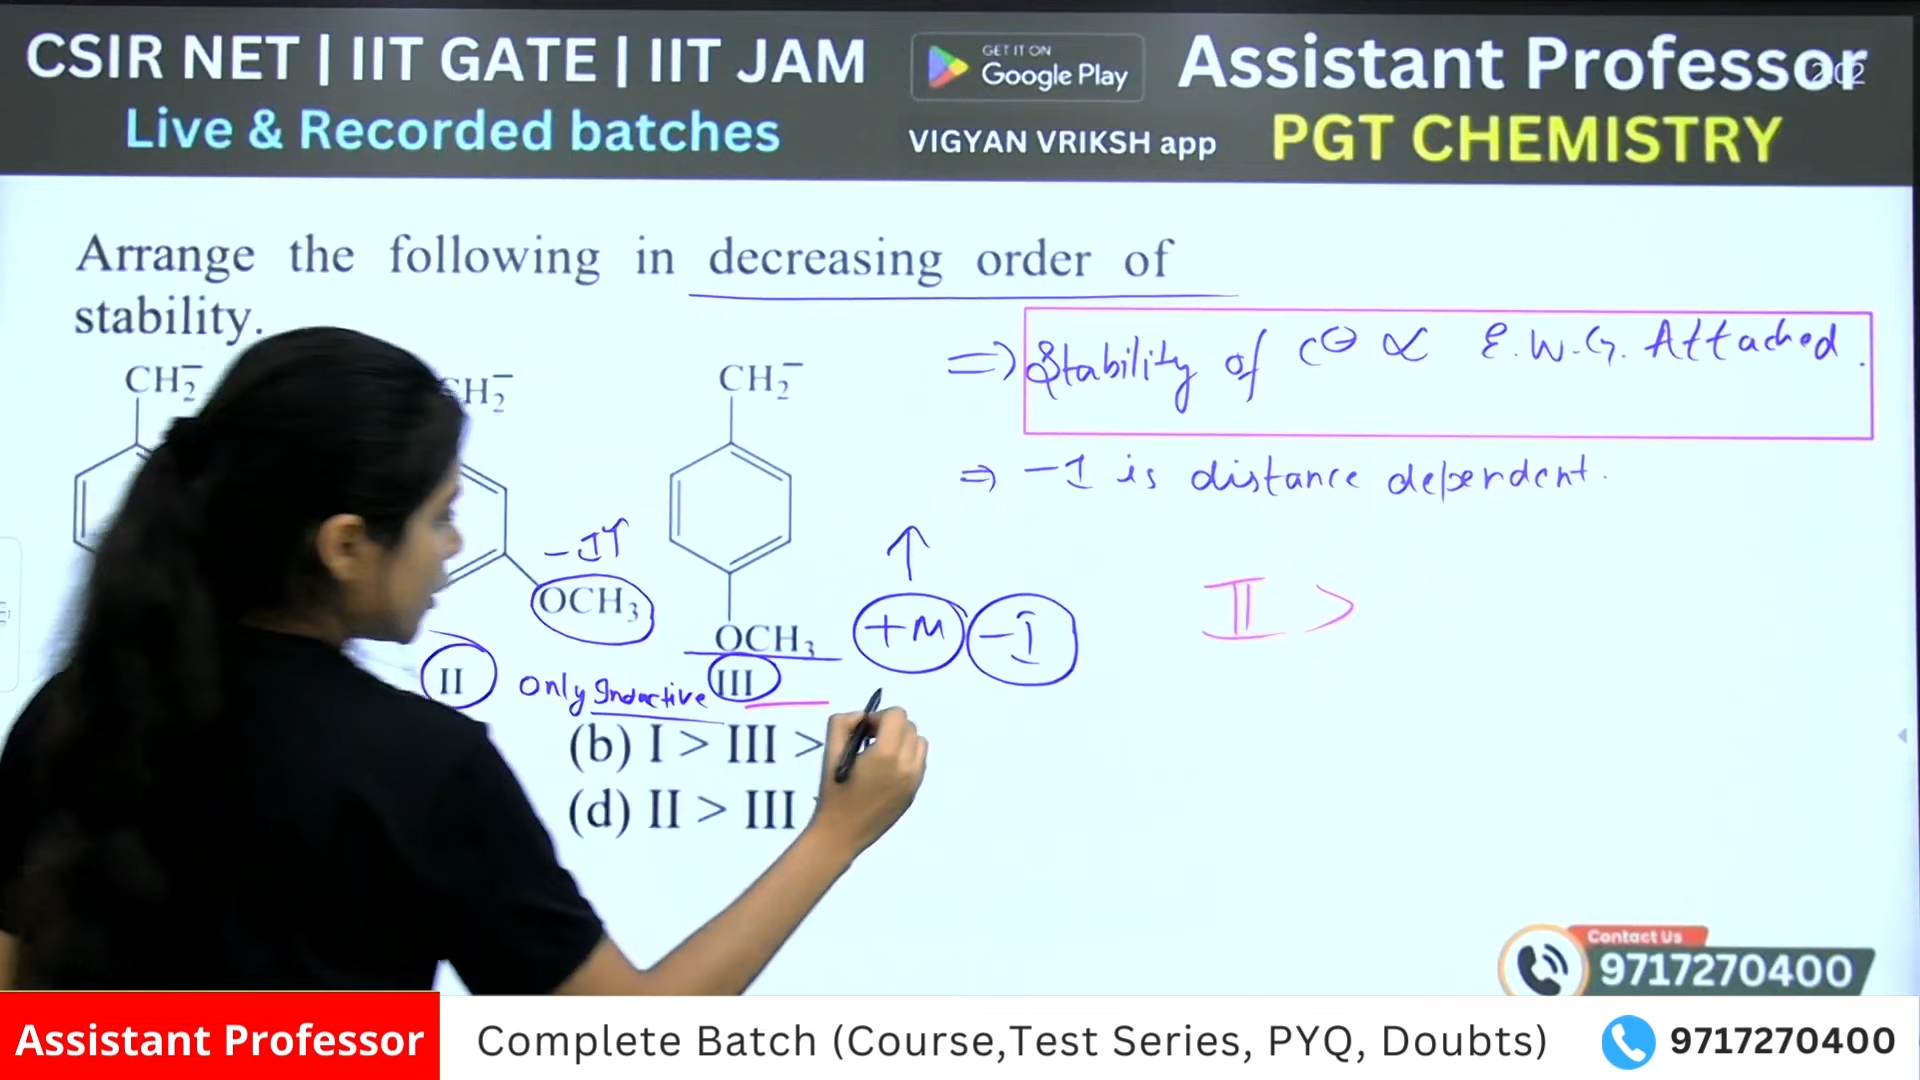 CSIR NET | IIT GATE | IIT JAM
Live & Recorded batches
GET IT ON
Google Play
VIGYAN VRIKSH app
Assistant Professor
PGT CHEMISTRY
Arrange the following in decreasing order of
stability.
⇒ Stability of C⊖ ∝ E.W.G. Attached.
⇒ -I is distance dependent.
CH₂⁻
H₂⁻
CH₂⁻
-I↑
OCH₃
↑
OCH₃
+M -I
II >
II
Only Inductive
III
(b) I > III >
(d) II > III
Contact Us
9717270400
Assistant Professor
Complete Batch (Course,Test Series, PYQ, Doubts)
9717270400